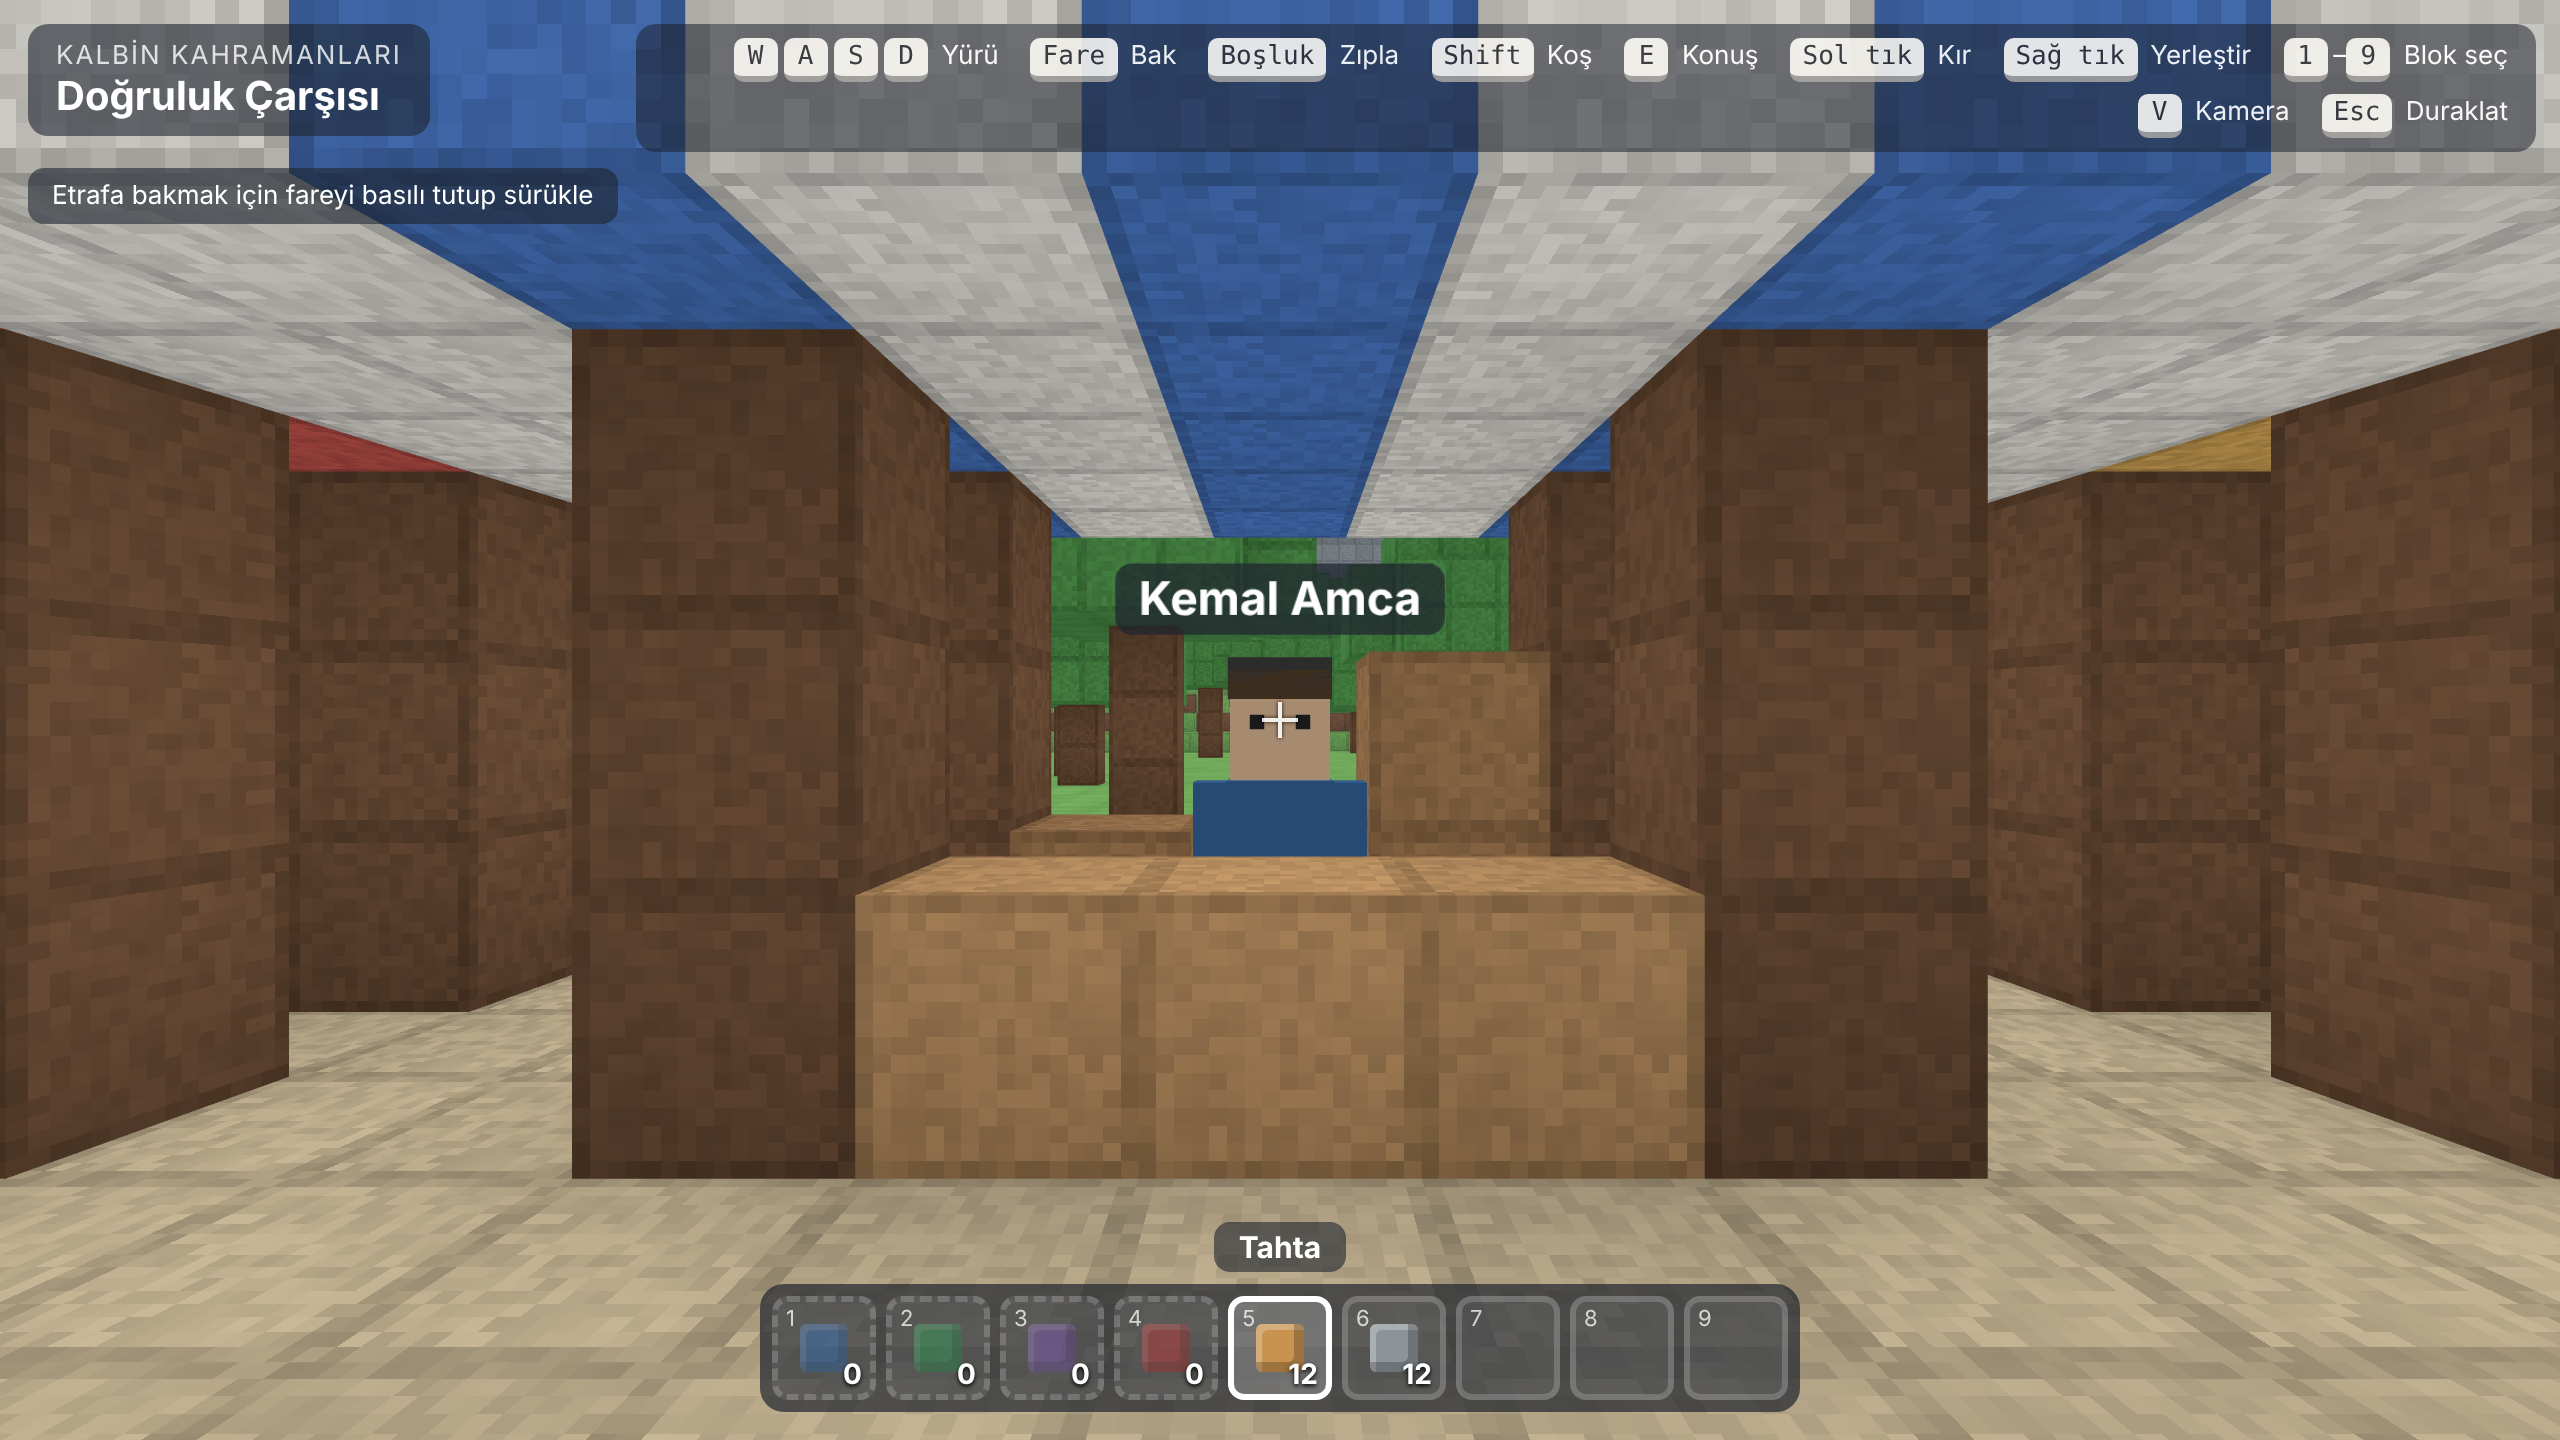 KALBİN KAHRAMANLARI
Doğruluk Çarşısı
W A S D Yürü Fare Bak Boşluk Zıpla Shift Koş E Konuş Sol tık Kır Sağ tık Yerleştir 1–9 Blok seç
V Kamera Esc Duraklat
Etrafa bakmak için fareyi basılı tutup sürükle
Kemal Amca
Tahta
1 2 3 4 5 6 7 8 9
0 0 0 0 12 12